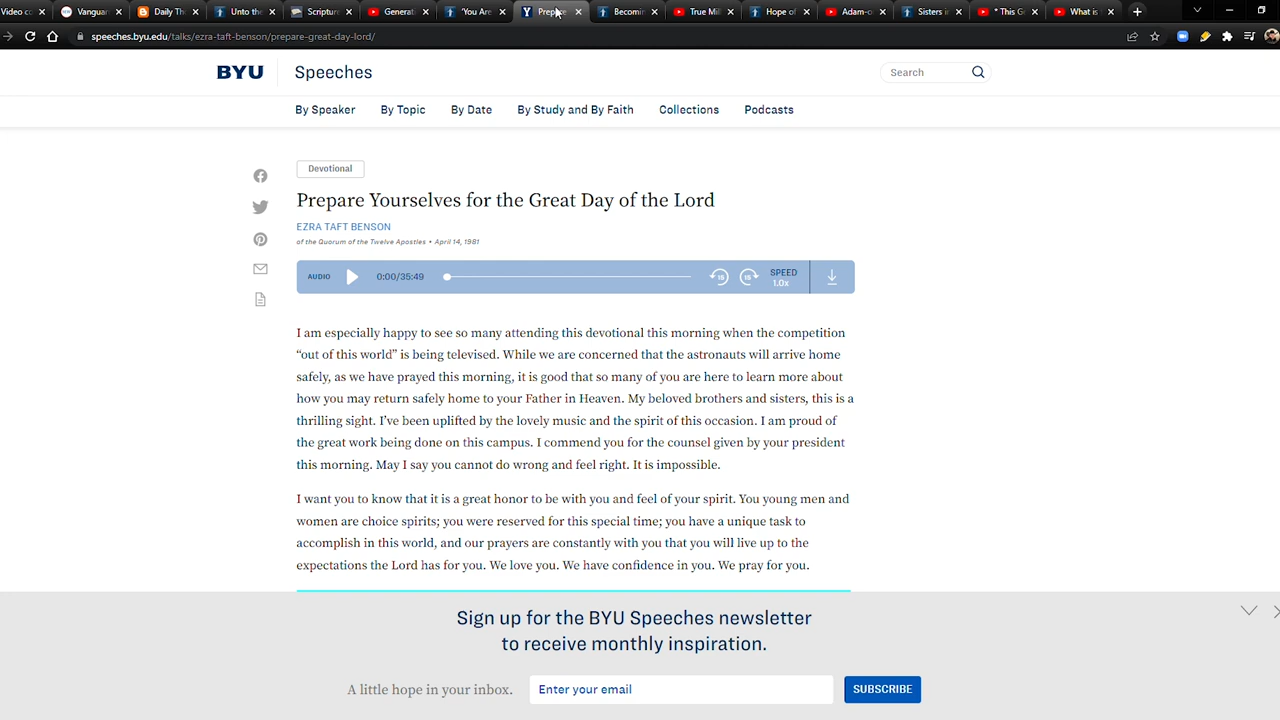 Video co
Vanguar
Daily Th
Unto the
Scriptur
Generati
'You Are
Prepare
Becomin
True Mil
Hope of
Adam-o
Sisters i
* This G
What is
speeches.byu.edu/talks/ezra-taft-benson/prepare-great-day-lord/
BYU Speeches
Search
By Speaker By Topic By Date By Study and By Faith Collections Podcasts
Devotional
Prepare Yourselves for the Great Day of the Lord
EZRA TAFT BENSON
of the Quorum of the Twelve Apostles • April 14, 1981
AUDIO 0:00/35:49 15 15 SPEED
1.0x
I am especially happy to see so many attending this devotional this morning when the competition
“out of this world” is being televised. While we are concerned that the astronauts will arrive home
safely, as we have prayed this morning, it is good that so many of you are here to learn more about
how you may return safely home to your Father in Heaven. My beloved brothers and sisters, this is a
thrilling sight. I’ve been uplifted by the lovely music and the spirit of this occasion. I am proud of
the great work being done on this campus. I commend you for the counsel given by your president
this morning. May I say you cannot do wrong and feel right. It is impossible.
I want you to know that it is a great honor to be with you and feel of your spirit. You young men and
women are choice spirits; you were reserved for this special time; you have a unique task to
accomplish in this world, and our prayers are constantly with you that you will live up to the
expectations the Lord has for you. We love you. We have confidence in you. We pray for you.
Sign up for the BYU Speeches newsletter
to receive monthly inspiration.
A little hope in your inbox. Enter your email SUBSCRIBE